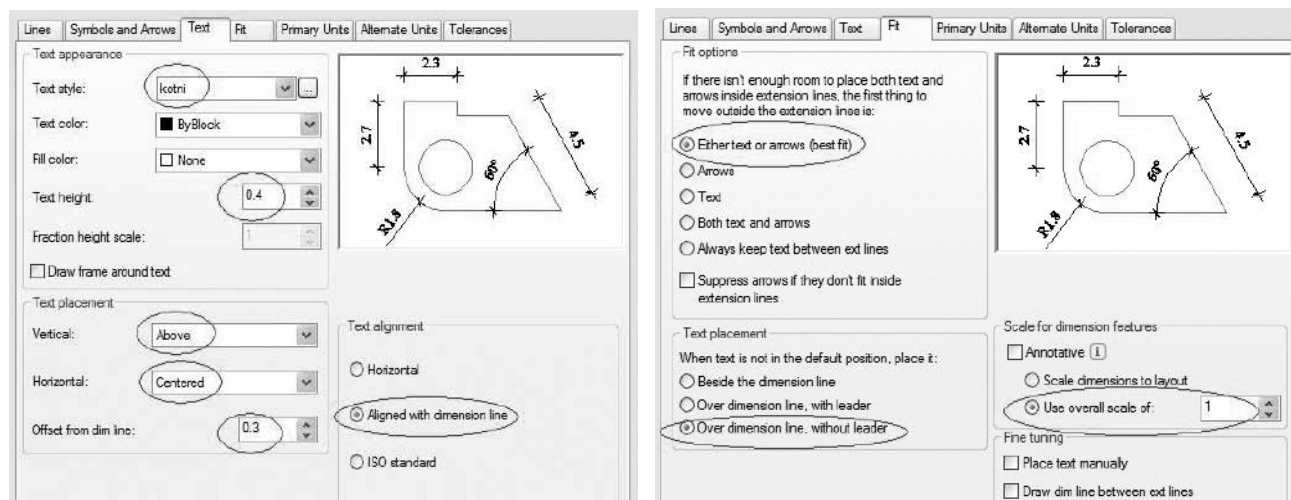 Lines Symbols and Arrows Text Fit Primary Units Alternate Units Tolerances
Text appearance
Text style: kotni ...
Text color: ByBlock
Fill color: None
Text height: 0.4
Fraction height scale: 1
Draw frame around text
2.3
2.7
4.5
60°
R1.8
Text placement
Vertical: Above
Horizontal: Centered
Offset from dim line: 0.3
Text alignment
Horizontal
Aligned with dimension line
ISO standard
Lines Symbols and Arrows Text Fit Primary Units Alternate Units Tolerances
Fit options
If there isn't enough room to place both text and
arrows inside extension lines, the first thing to
move outside the extension lines is:
Either text or arrows (best fit)
Arrows
Text
Both text and arrows
Always keep text between ext lines
Suppress arrows if they don't fit inside
extension lines
2.3
2.7
4.5
60°
R1.8
Text placement
When text is not in the default position, place it:
Beside the dimension line
Over dimension line, with leader
Over dimension line, without leader
Scale for dimension features
Annotative i
Scale dimensions to layout
Use overall scale of: 1
Fine tuning
Place text manually
Draw dim line between ext lines